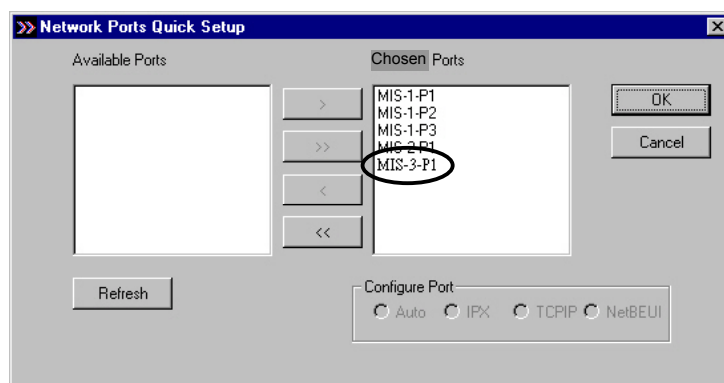 Network Ports Quick Setup
Available Ports
Chosen Ports
>
>>
<
<<
MIS-1-P1
MIS-1-P2
MIS-1-P3
MIS-2-P1
MIS-3-P1
OK
Cancel
Refresh
Configure Port
Auto IPX TCPIP NetBEUI